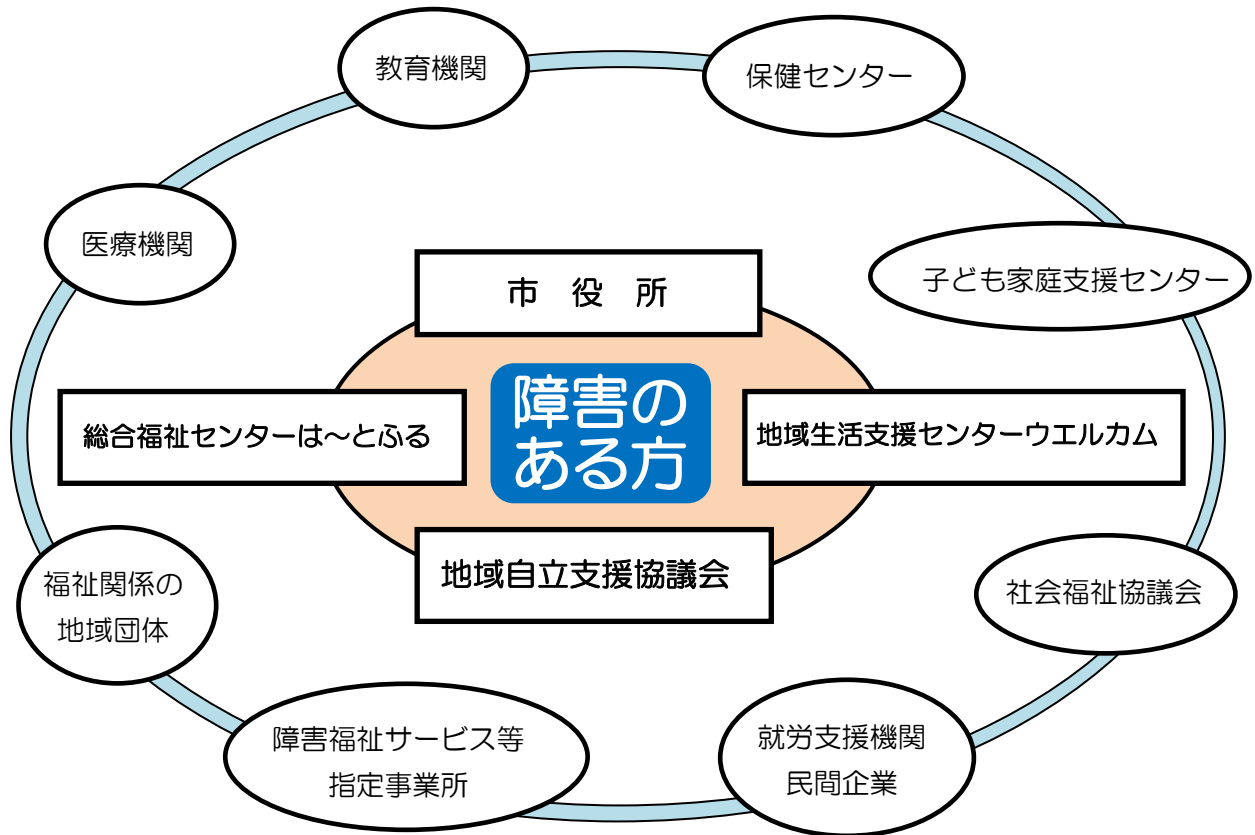 教育機関
保健センター
医療機関
子ども家庭支援センター
市　役　所
障害の
ある方
総合福祉センターは～とふる
地域生活支援センターウエルカム
地域自立支援協議会
福祉関係の
地域団体
社会福祉協議会
障害福祉サービス等
指定事業所
就労支援機関
民間企業